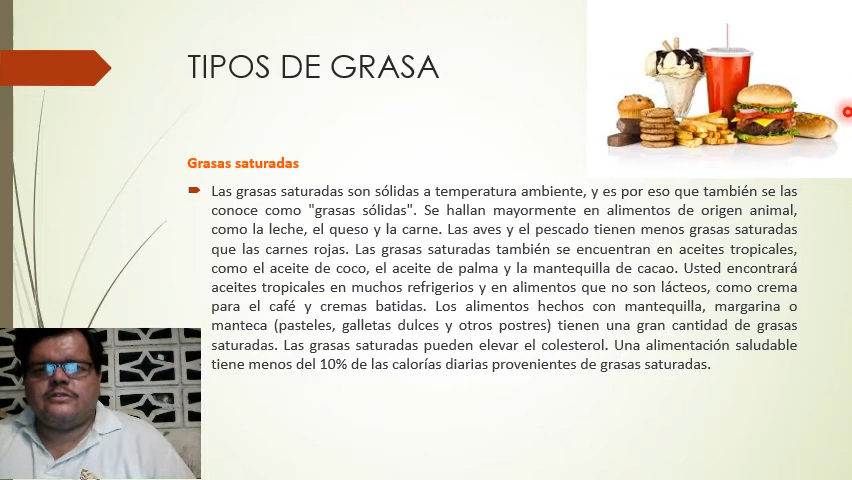 TIPOS DE GRASA
Grasas saturadas
Las grasas saturadas son sólidas a temperatura ambiente, y es por eso que también se las
conoce como "grasas sólidas". Se hallan mayormente en alimentos de origen animal,
como la leche, el queso y la carne. Las aves y el pescado tienen menos grasas saturadas
que las carnes rojas. Las grasas saturadas también se encuentran en aceites tropicales,
como el aceite de coco, el aceite de palma y la mantequilla de cacao. Usted encontrará
aceites tropicales en muchos refrigerios y en alimentos que no son lácteos, como crema
para el café y cremas batidas. Los alimentos hechos con mantequilla, margarina o
manteca (pasteles, galletas dulces y otros postres) tienen una gran cantidad de grasas
saturadas. Las grasas saturadas pueden elevar el colesterol. Una alimentación saludable
tiene menos del 10% de las calorías diarias provenientes de grasas saturadas.